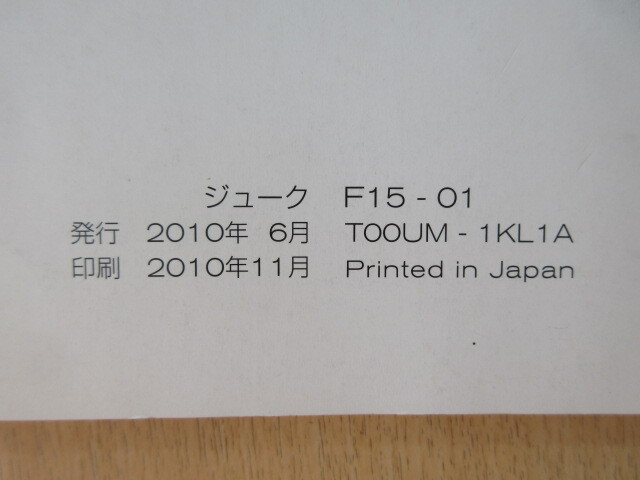 ジューク F15 - 01
発行 2010年 6月 T00UM - 1KL1A
印刷 2010年11月 Printed in Japan